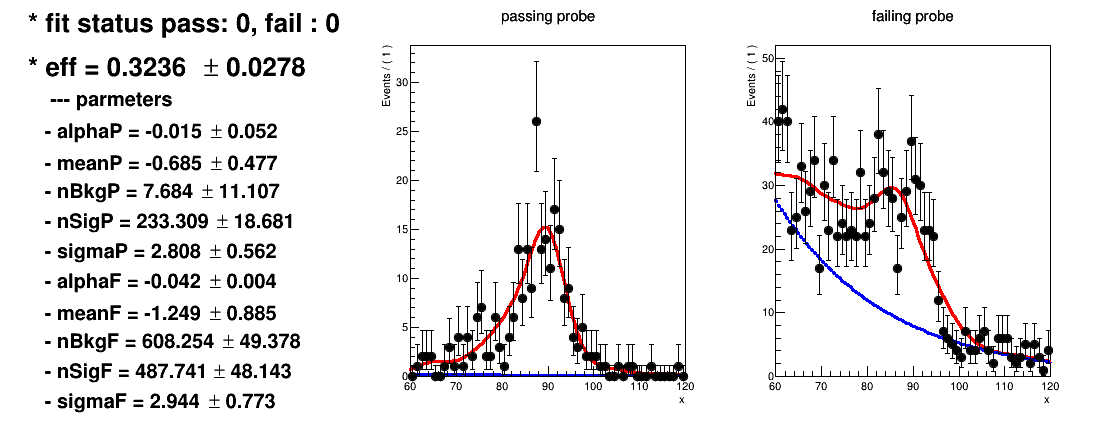 * fit status pass: 0, fail : 0
* eff = 0.3236 ± 0.0278
--- parmeters
- alphaP = -0.015 ± 0.052
- meanP = -0.685 ± 0.477
- nBkgP = 7.684 ± 11.107
- nSigP = 233.309 ± 18.681
- sigmaP = 2.808 ± 0.562
- alphaF = -0.042 ± 0.004
- meanF = -1.249 ± 0.885
- nBkgF = 608.254 ± 49.378
- nSigF = 487.741 ± 48.143
- sigmaF = 2.944 ± 0.773
passing probe
Events / ( 1 )
30
25
20
15
10
5
0
60 70 80 90 100 110 120
x
failing probe
Events / ( 1 )
50
40
30
20
10
0
60 70 80 90 100 110 120
x